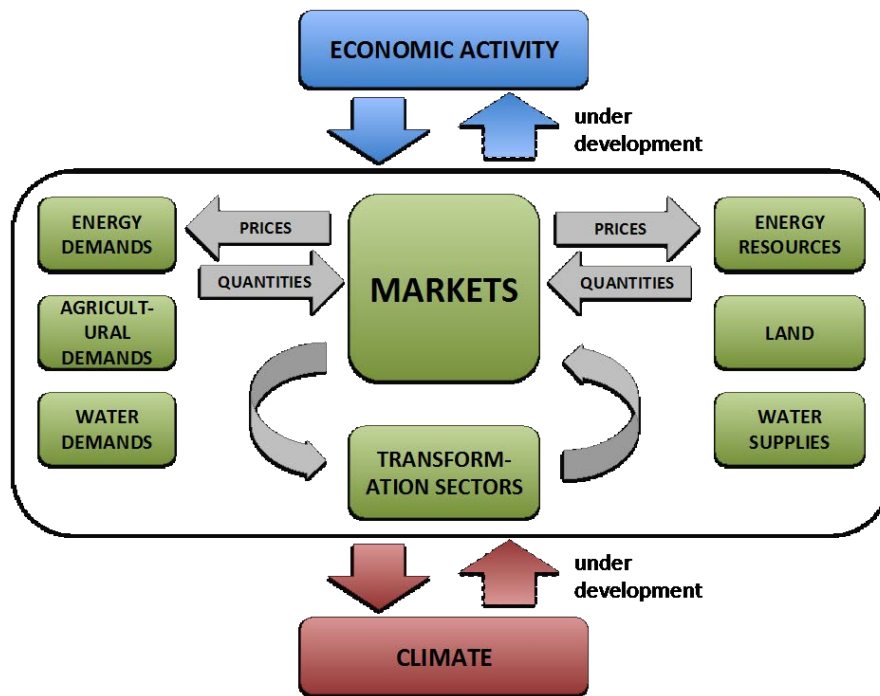 ECONOMIC ACTIVITY
under
development
ENERGY
DEMANDS
PRICES
QUANTITIES
MARKETS
PRICES
QUANTITIES
ENERGY
RESOURCES
AGRICULT-
URAL
DEMANDS
LAND
WATER
DEMANDS
TRANSFORM-
ATION SECTORS
WATER
SUPPLIES
under
development
CLIMATE